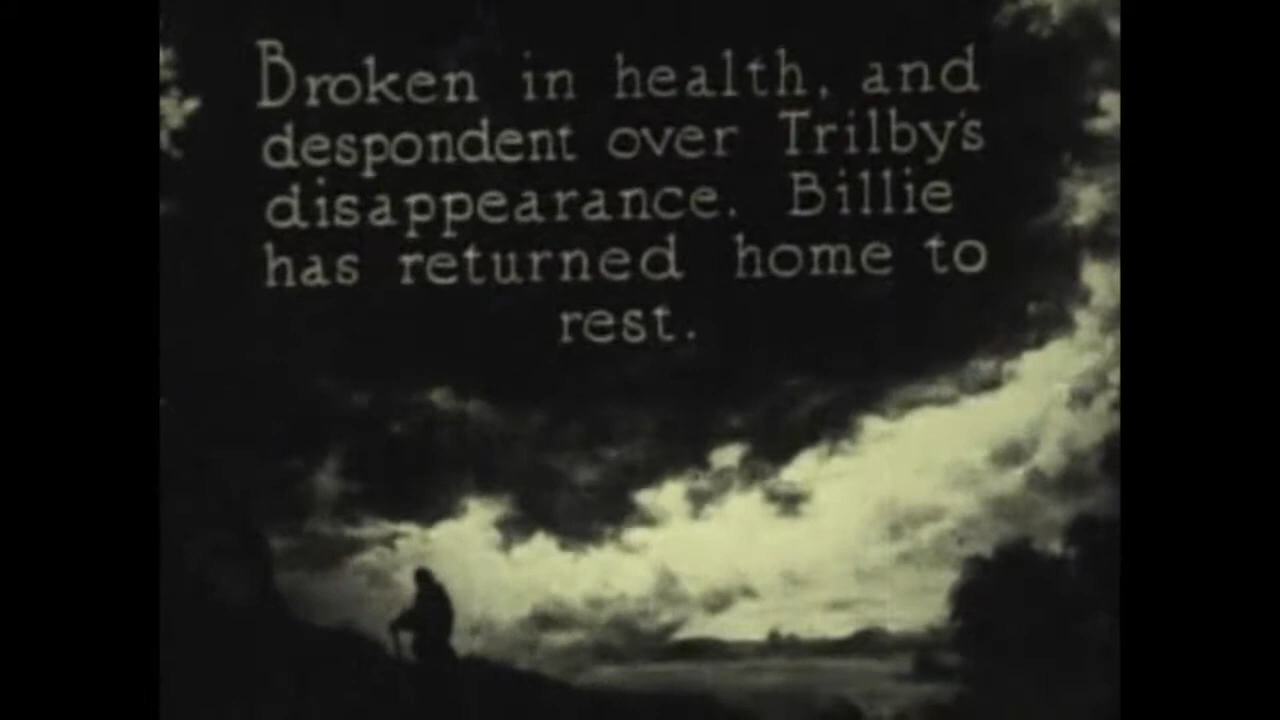 Broken in health, and
despondent over Trilby's
disappearance. Billie
has returned home to
rest.